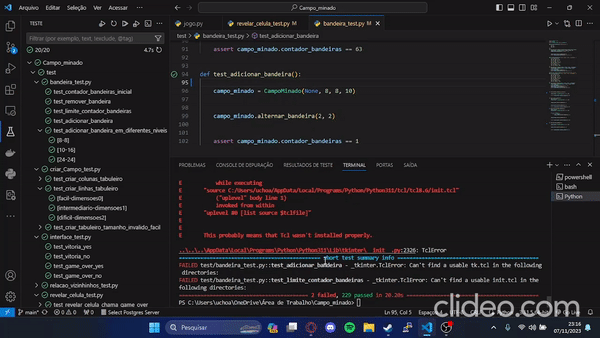 Campo_minado
TESTE
Filtrar (por exemplo, text, !exclude, @tag)
20/20
4.7s
Campo_minado
test
bandeira_test.py
test_contador_bandeiras_inicial
test_remover_bandeira
test_limite_contador_bandeiras
test_adicionar_bandeira
test_adicionar_bandeira_em_diferentes_niveis
[8-8]
[10-16]
[24-24]
criar_Campo_test.py
test_criar_colunas_tabuleiro
test_criar_linhas_tabuleiro
[facil-dimensoes0]
[intermediario-dimensoes1]
[dificil-dimensoes2]
test_criar_tabuleiro_tamanho_invalido_facil
interface_test.py
test_vitoria_yes
test_vitoria_no
test_game_over_yes
test_game_over_no
relacao_vizinhinhos_test.py
revelar_celula_test.py
test_revelar_celula chama game over
jogo.py
revelar_celula_test.py
bandeira_test.py
test > bandeira_test.py > test_adicionar_bandeira
91 assert campo_minado.contador_bandeiras == 63
92
93
94 def test_adicionar_bandeira():
95
96 campo_minado = CampoMinado(None, 8, 8, 10)
97
98
99 campo_minado.alternar_bandeira(2, 2)
100
101
102 assert campo_minado.contador_bandeiras == 1
PROBLEMAS CONSOLE DE DEPURAÇÃO RESULTADOS DE TESTE TERMINAL PORTAS SAÍDA
E while executing
E "source C:/Users/uchoa/AppData/Local/Programs/Python/Python311/tcl/tcl8.6/init.tcl"
E ("uplevel" body line 1)
E invoked from within
E "uplevel #0 [list source $tclfile]"
E
E
E This probably means that Tcl wasn't installed properly.
..\..\..\AppData\Local\Programs\Python\Python311\Lib\tkinter\__init__.py:2326: TclError
short test summary info
FAILED test/bandeira_test.py::test_adicionar_bandeira - _tkinter.TclError: Can't find a usable tk.tcl in the following
directories:
FAILED test/bandeira_test.py::test_limite_contador_bandeiras - _tkinter.TclError: Can't find a usable init.tcl in the
following directories:
2 failed, 229 passed in 20.20s
PS C:\Users\uchoa\OneDrive\Área de Trabalho\Campo_minado>
powershell
bash
Python
clideo.com
main
0
Select Postgres Server
Ln 95, Col 5
Espaços: 4
Pesquisar
23:16
07/11/2023